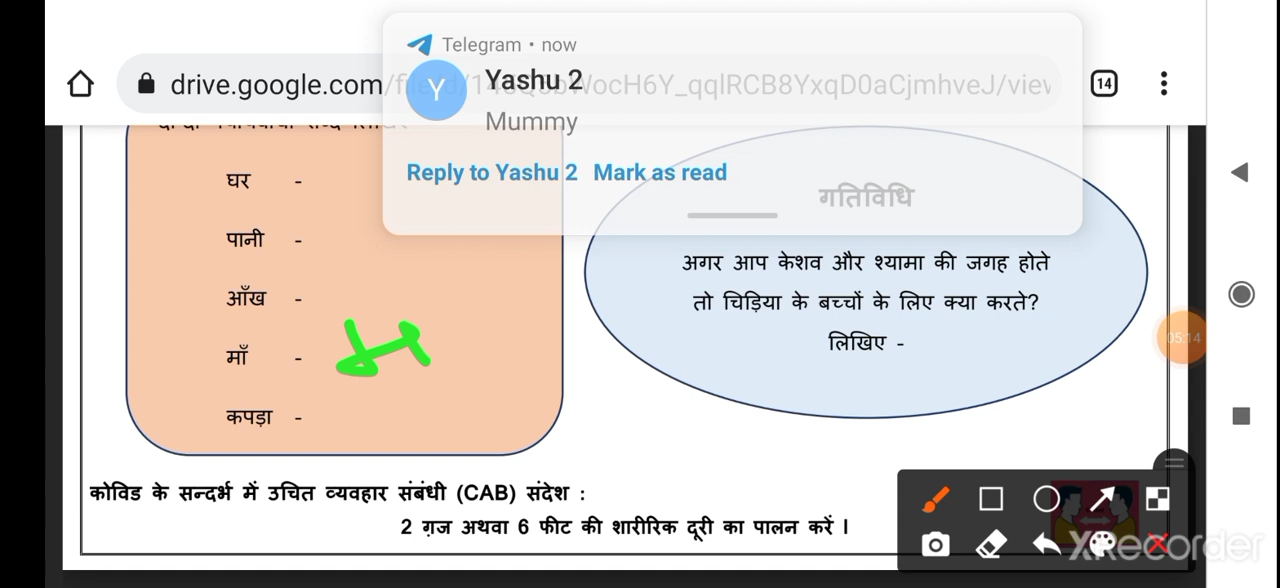 Telegram • now
Yashu 2
Mummy
Reply to Yashu 2 Mark as read
drive.google.com
14
घर -
पानी -
आँख -
माँ -
कपड़ा -
गतिविधि
अगर आप केशव और श्यामा की जगह होते
तो चिड़िया के बच्चों के लिए क्या करते?
लिखिए -
05:14
कोविड के सन्दर्भ में उचित व्यवहार संबंधी (CAB) संदेश :
2 ग़ज अथवा 6 फीट की शारीरिक दूरी का पालन करें ।
XRecorder